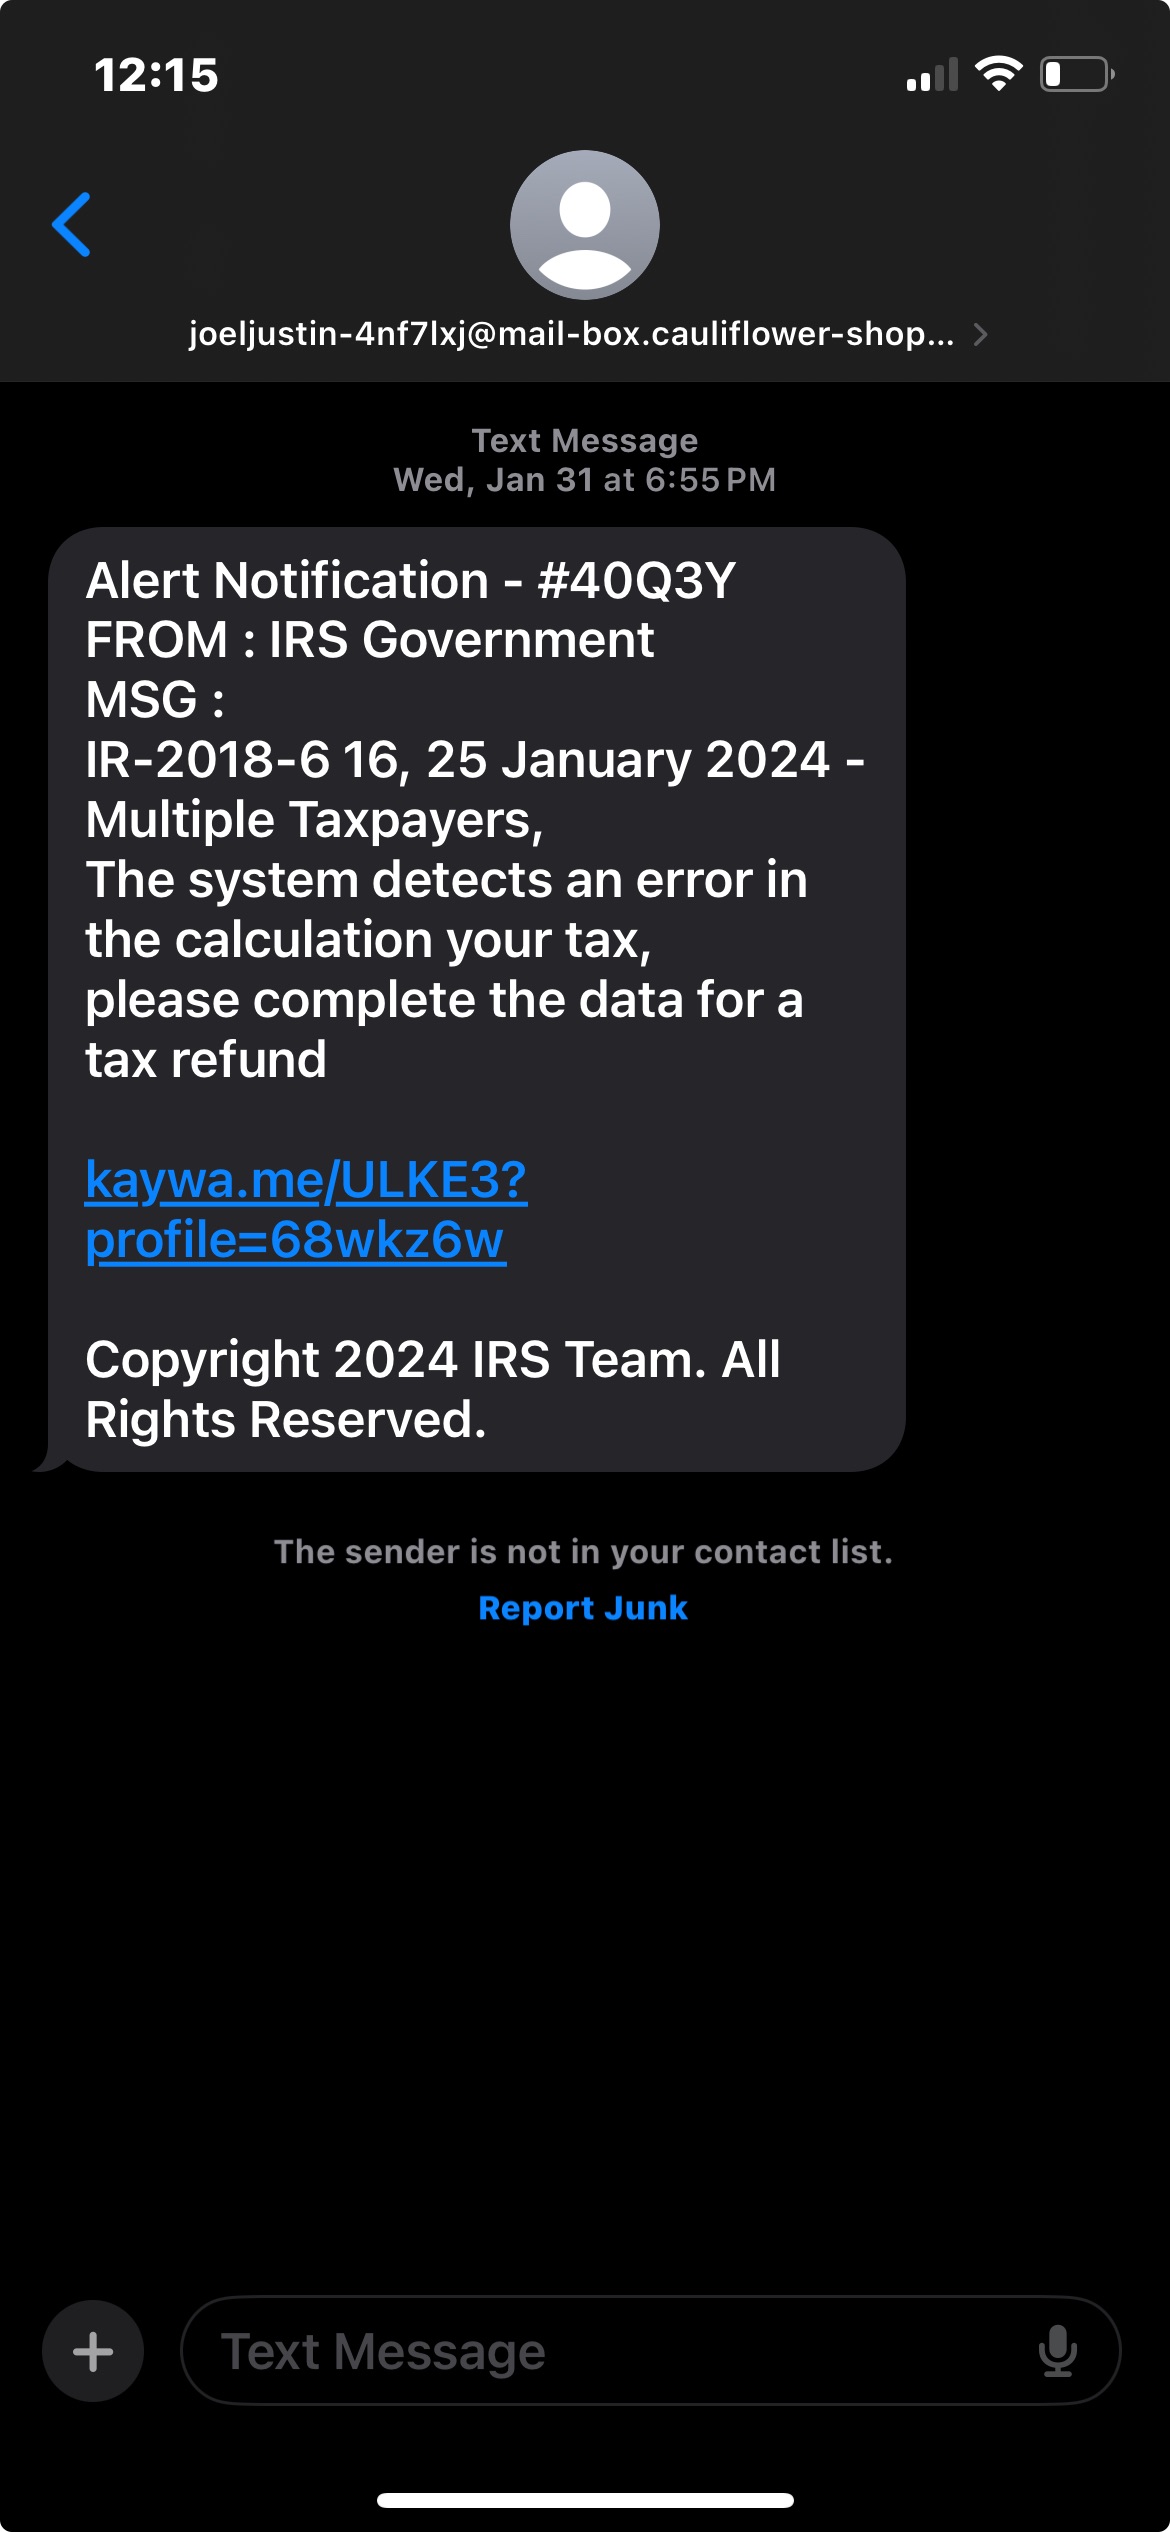 12:15
joeljustin-4nf7lxj@mail-box.cauliflower-shop...
Text Message
Wed, Jan 31 at 6:55 PM
Alert Notification - #40Q3Y
FROM : IRS Government
MSG :
IR-2018-6 16, 25 January 2024 -
Multiple Taxpayers,
The system detects an error in
the calculation your tax,
please complete the data for a
tax refund
kaywa.me/ULKE3?
profile=68wkz6w
Copyright 2024 IRS Team. All
Rights Reserved.
The sender is not in your contact list.
Report Junk
Text Message